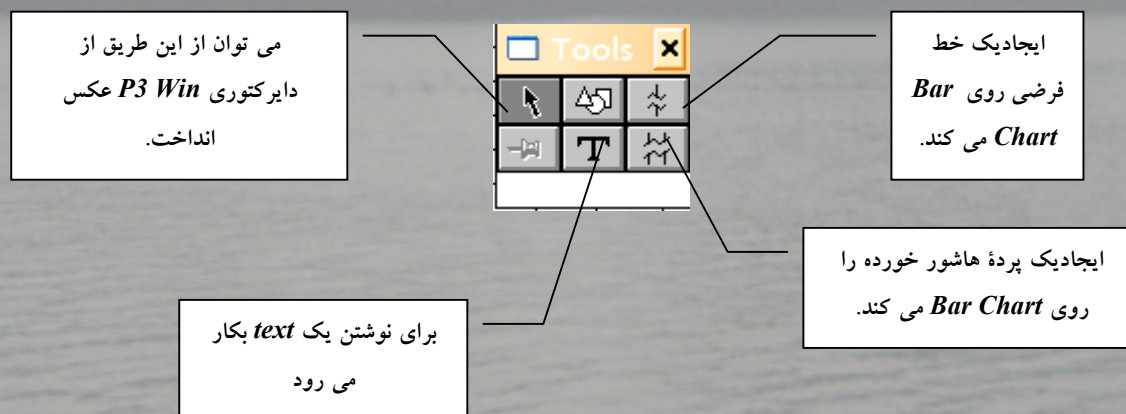 می توان از این طریق از
دایرکتوری P3 Win عکس
انداخت.
Tools
ایجادیک خط
فرضی روی Bar
Chart می کند.
T
ایجادیک پردۀ هاشور خورده را
روی Bar Chart می کند.
برای نوشتن یک text بکار
می رود